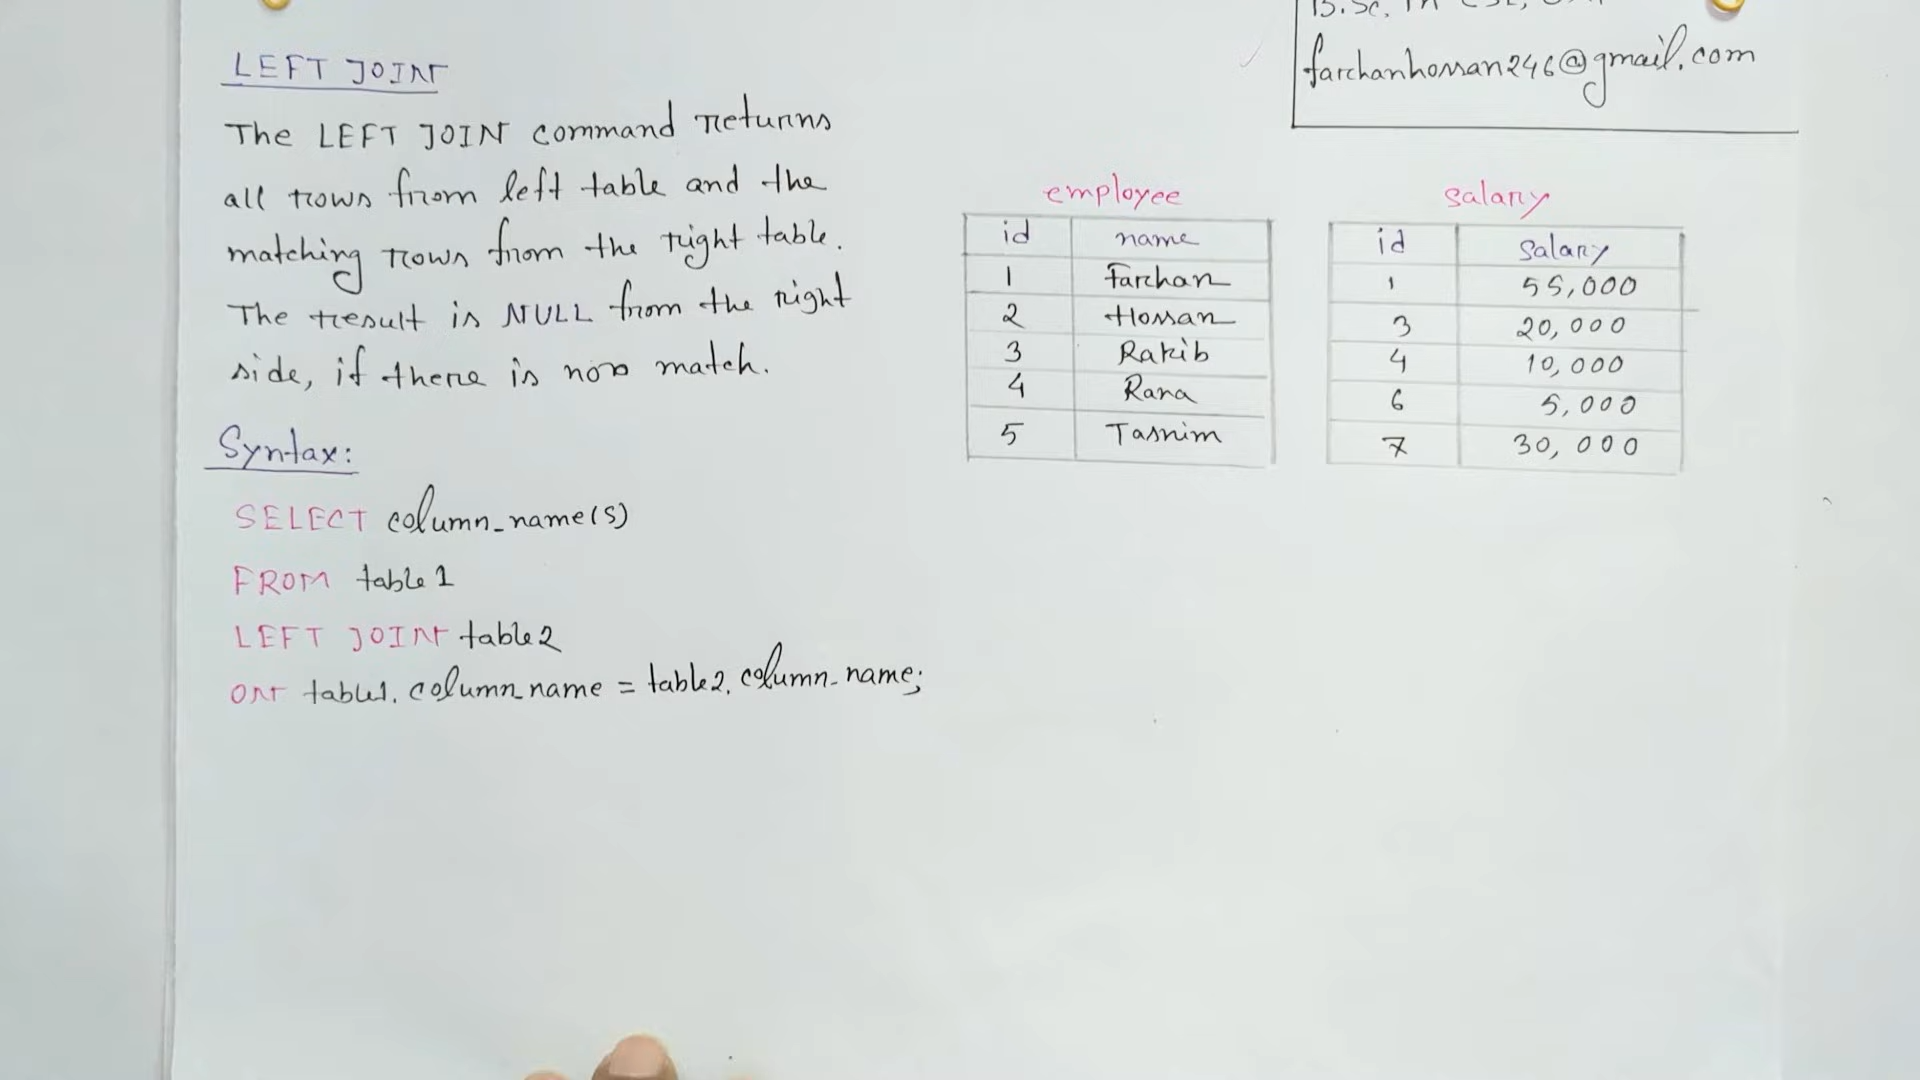 farhanhossan246@gmail.com
LEFT JOIN
The LEFT JOIN command returns
all rows from left table and the
matching rows from the right table.
The result is NULL from the right
side, if there is no match.
Syntax:
SELECT column_name(s)
FROM table1
LEFT JOIN table2
ON table1.column_name = table2.column_name;
employee
id name
1 Farhan
2 Hossan
3 Rakib
4 Rana
5 Tasnim
salary
id salary
1 55,000
3 20,000
4 10,000
6 5,000
7 30,000